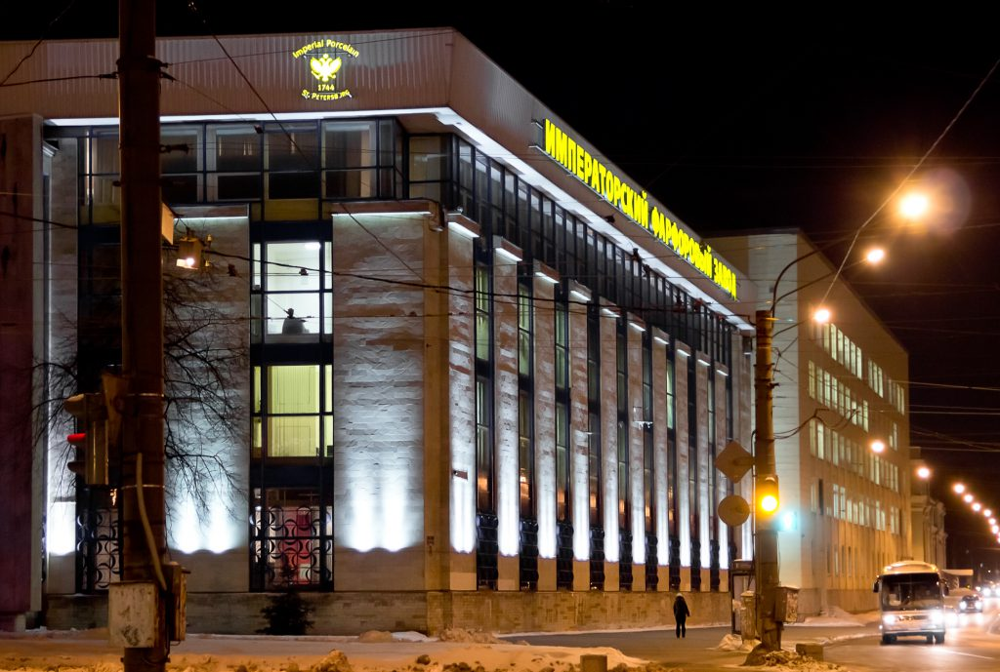 Imperial Porcelain
1744
St. Petersburg
ИМПЕРАТОРСКИЙ ФАРФОРОВЫЙ ЗАВОД